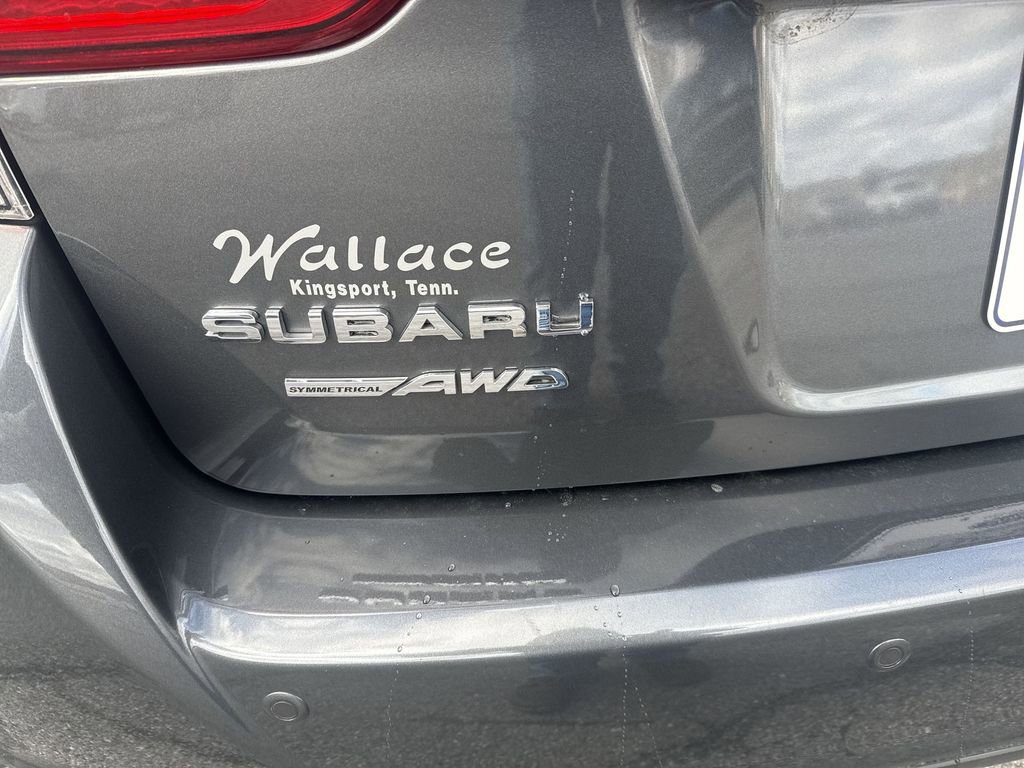 Wallace
Kingsport, Tenn.
SUBARU
SYMMETRICAL AWD